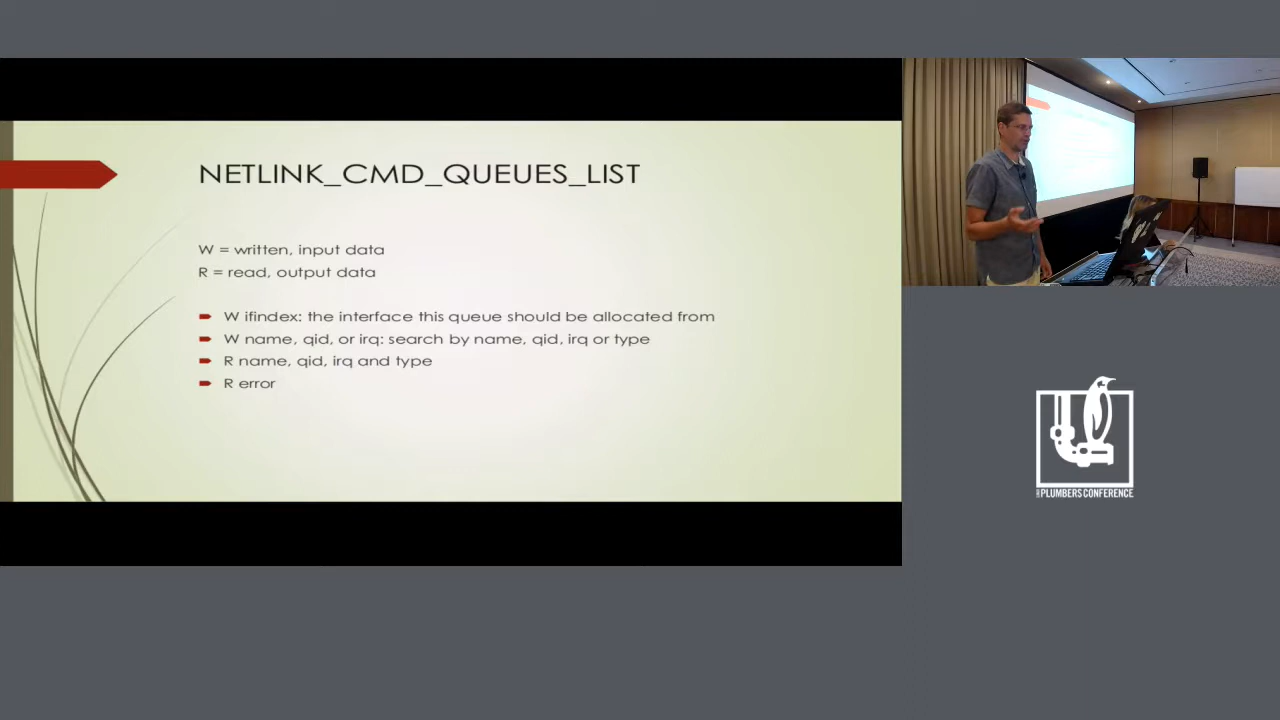 NETLINK_CMD_QUEUES_LIST
W = written, input data
R = read, output data
W ifindex: the interface this queue should be allocated from
W name, qid, or irq: search by name, qid, irq or type
R name, qid, irq and type
R error
PLUMBERS CONFERENCE